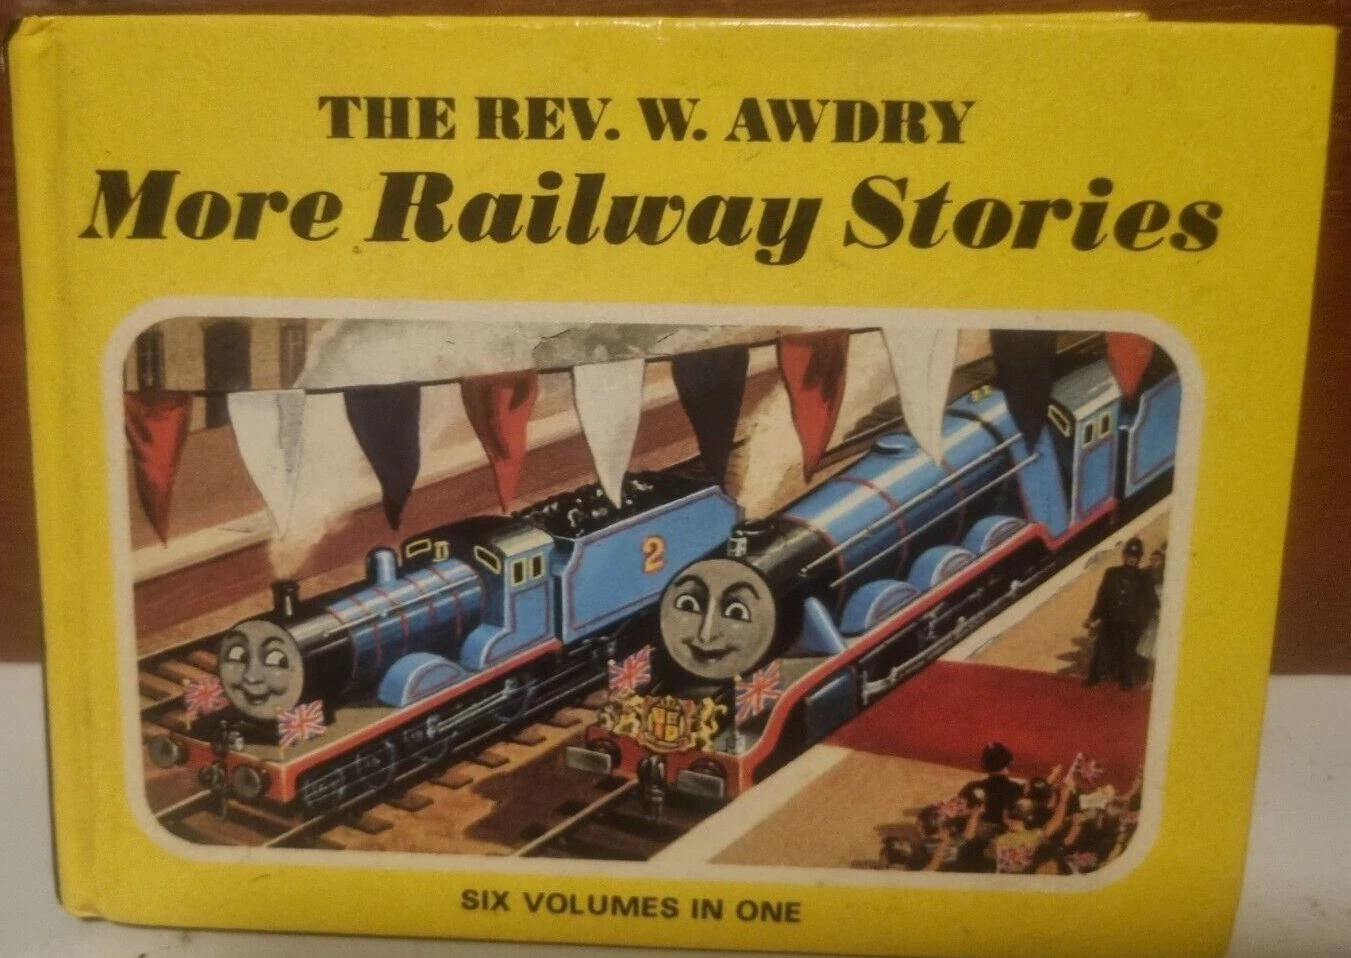 THE REV. W. AWDRY
More Railway Stories
2
SIX VOLUMES IN ONE